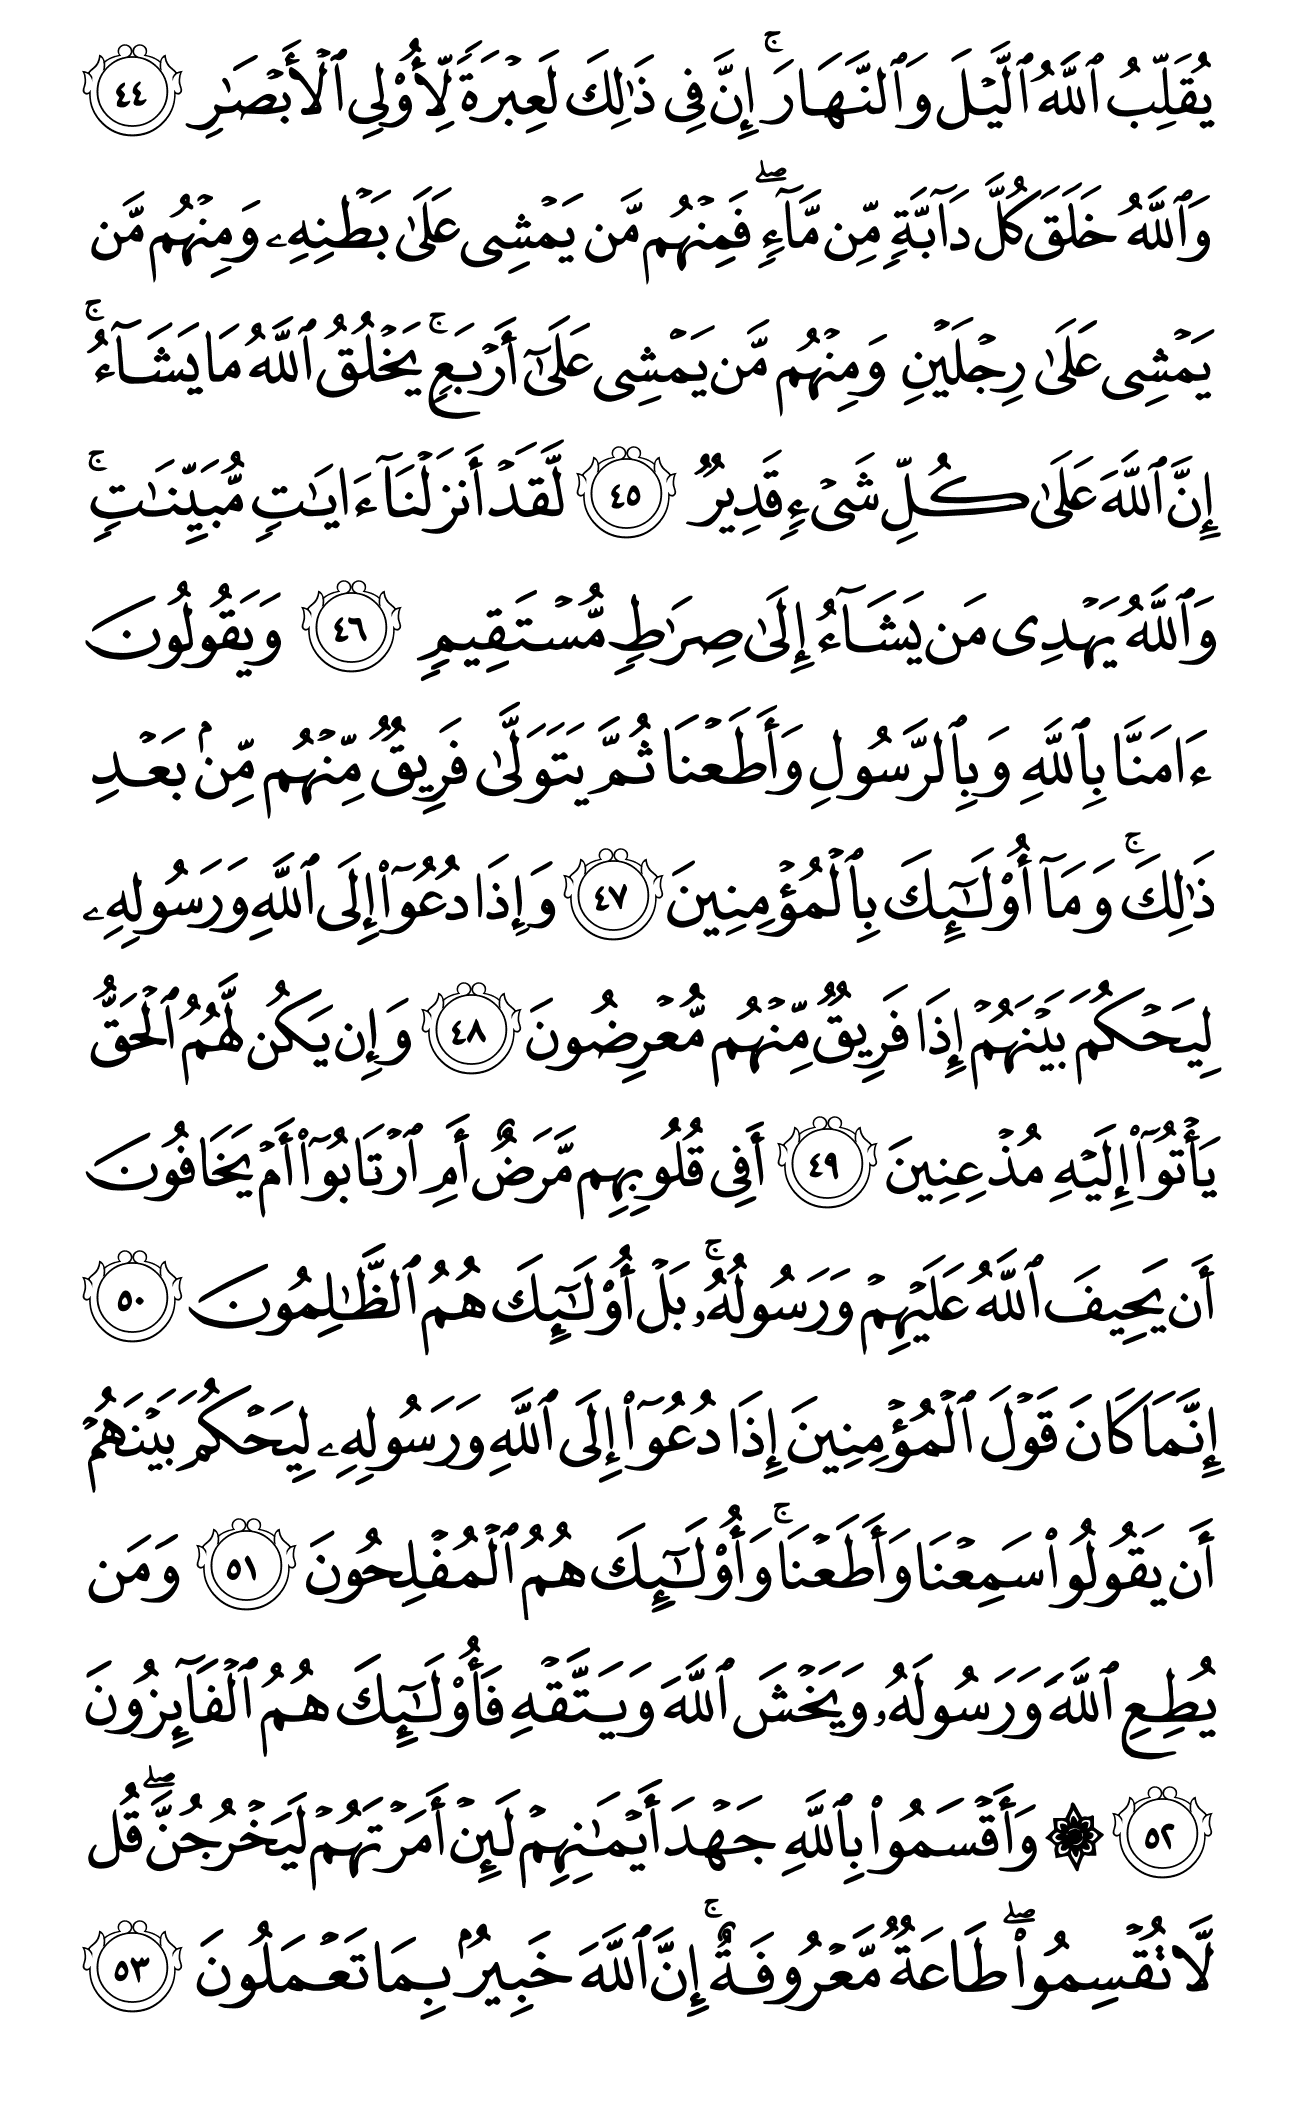 يُقَلِّبُ ٱللَّهُ ٱلَّيْلَ وَٱلنَّهَارَ ۚ إِنَّ فِى ذَٰلِكَ لَعِبْرَةً لِّأُو۟لِى ٱلْأَبْصَـٰرِ ٤٤
وَٱللَّهُ خَلَقَ كُلَّ دَآبَّةٍ مِّن مَّآءٍ ۖ فَمِنْهُم مَّن يَمْشِى عَلَىٰ بَطْنِهِۦ وَمِنْهُم مَّن
يَمْشِى عَلَىٰ رِجْلَيْنِ وَمِنْهُم مَّن يَمْشِى عَلَىٰٓ أَرْبَعٍ ۚ يَخْلُقُ ٱللَّهُ مَا يَشَآءُ ۚ
إِنَّ ٱللَّهَ عَلَىٰ كُلِّ شَىْءٍ قَدِيرٌ ٤٥ لَّقَدْ أَنزَلْنَآ ءَايَـٰتٍ مُّبَيِّنَـٰتٍ ۚ
وَٱللَّهُ يَهْدِى مَن يَشَآءُ إِلَىٰ صِرَٰطٍ مُّسْتَقِيمٍ ٤٦ وَيَقُولُونَ
ءَامَنَّا بِٱللَّهِ وَبِٱلرَّسُولِ وَأَطَعْنَا ثُمَّ يَتَوَلَّىٰ فَرِيقٌ مِّنْهُم مِّنۢ بَعْدِ
ذَٰلِكَ ۚ وَمَآ أُو۟لَـٰٓئِكَ بِٱلْمُؤْمِنِينَ ٤٧ وَإِذَا دُعُوٓا۟ إِلَى ٱللَّهِ وَرَسُولِهِۦ
لِيَحْكُمَ بَيْنَهُمْ إِذَا فَرِيقٌ مِّنْهُم مُّعْرِضُونَ ٤٨ وَإِن يَكُن لَّهُمُ ٱلْحَقُّ
يَأْتُوٓا۟ إِلَيْهِ مُذْعِنِينَ ٤٩ أَفِى قُلُوبِهِم مَّرَضٌ أَمِ ٱرْتَابُوٓا۟ أَمْ يَخَافُونَ
أَن يَحِيفَ ٱللَّهُ عَلَيْهِمْ وَرَسُولُهُۥ ۚ بَلْ أُو۟لَـٰٓئِكَ هُمُ ٱلظَّـٰلِمُونَ ٥٠
إِنَّمَا كَانَ قَوْلَ ٱلْمُؤْمِنِينَ إِذَا دُعُوٓا۟ إِلَى ٱللَّهِ وَرَسُولِهِۦ لِيَحْكُمَ بَيْنَهُمْ
أَن يَقُولُوا۟ سَمِعْنَا وَأَطَعْنَا ۚ وَأُو۟لَـٰٓئِكَ هُمُ ٱلْمُفْلِحُونَ ٥١ وَمَن
يُطِعِ ٱللَّهَ وَرَسُولَهُۥ وَيَخْشَ ٱللَّهَ وَيَتَّقْهِ فَأُو۟لَـٰٓئِكَ هُمُ ٱلْفَآئِزُونَ
٥٢ ۞ وَأَقْسَمُوا۟ بِٱللَّهِ جَهْدَ أَيْمَـٰنِهِمْ لَئِنْ أَمَرْتَهُمْ لَيَخْرُجُنَّ ۖ قُل
لَّا تُقْسِمُوا۟ ۖ طَاعَةٌ مَّعْرُوفَةٌ ۚ إِنَّ ٱللَّهَ خَبِيرٌۢ بِمَا تَعْمَلُونَ ٥٣